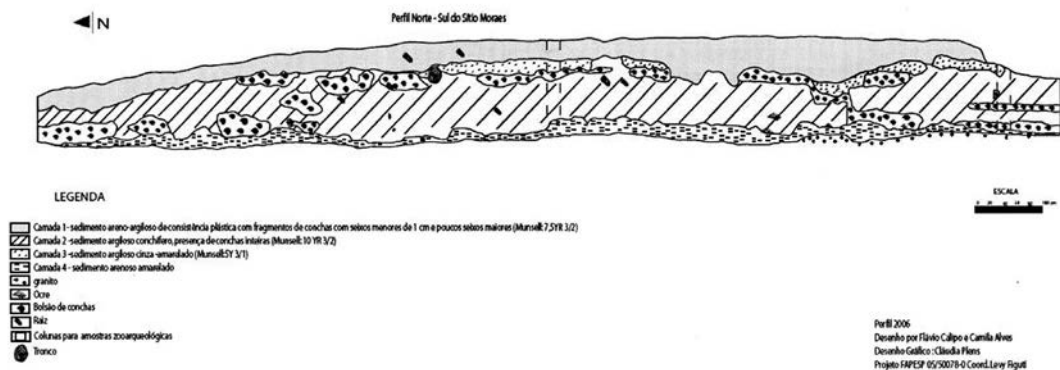 N
Perfil Norte - Sul do Sítio Moraes
LEGENDA
Camada 1 - sedimento areno-argiloso de consistência plástica com fragmentos de conchas com seixos menores de 1 cm e poucos seixos maiores (Munsell: 7,5YR 3/2)
Camada 2 - sedimento argiloso conchífero, presença de conchas inteiras (Munsell: 10 YR 3/2)
Camada 3 - sedimento argiloso cinza-amarelado (Munsell: 5Y 3/1)
Camada 4 - sedimento arenoso amarelado
granito
Ocre
Bolsão de conchas
Raiz
Colunas para amostras zooarqueológicas
Tronco
ESCALA
Perfil 2006
Desenho por Flávio Calipo e Camila Alves
Desenho Gráfico : Cláudia Plens
Projeto FAPESP 05/50078-0 Coord. Levy Figuti